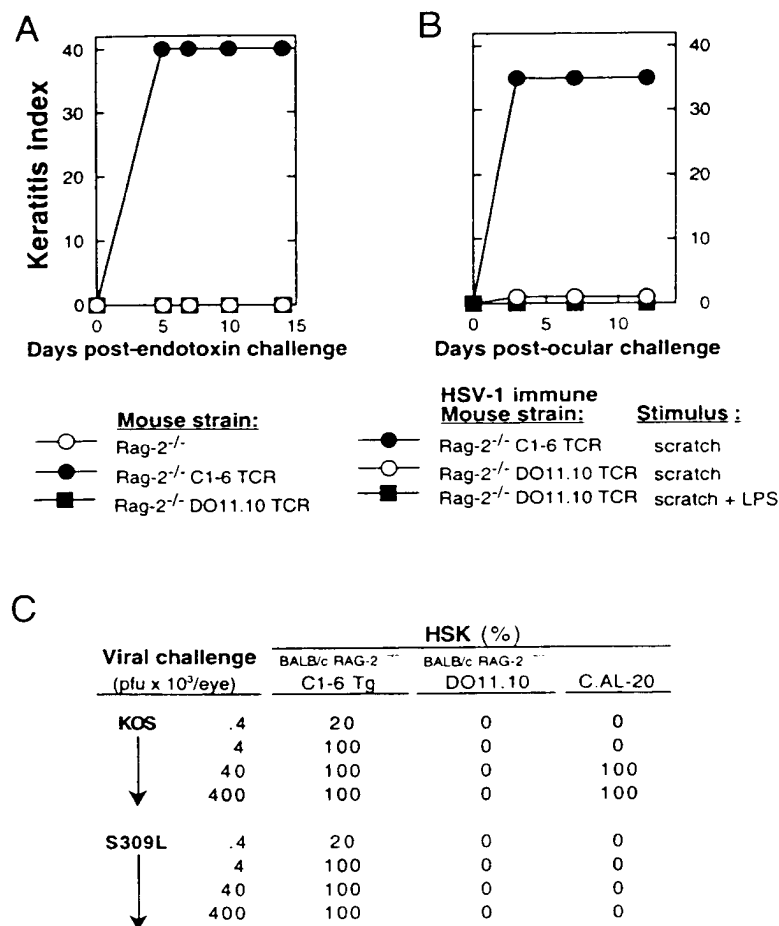 A
Keratitis index
40
30
20
10
0
0 5 10 15
Days post-endotoxin challenge
Mouse strain:
Rag-2-/-
Rag-2-/- C1-6 TCR
Rag-2-/- DO11.10 TCR
B
40
30
20
10
0
0 5 10
Days post-ocular challenge
HSV-1 immune
Mouse strain: Stimulus :
Rag-2-/- C1-6 TCR scratch
Rag-2-/- DO11.10 TCR scratch
Rag-2-/- DO11.10 TCR scratch + LPS
C
HSK (%)
Viral challenge BALB/c RAG-2 BALB/c RAG-2
(pfu x 10³/eye) C1-6 Tg DO11.10 C.AL-20
KOS .4 20 0 0
4 100 0 0
40 100 0 100
400 100 0 100
S309L .4 20 0 0
4 100 0 0
40 100 0 0
400 100 0 0